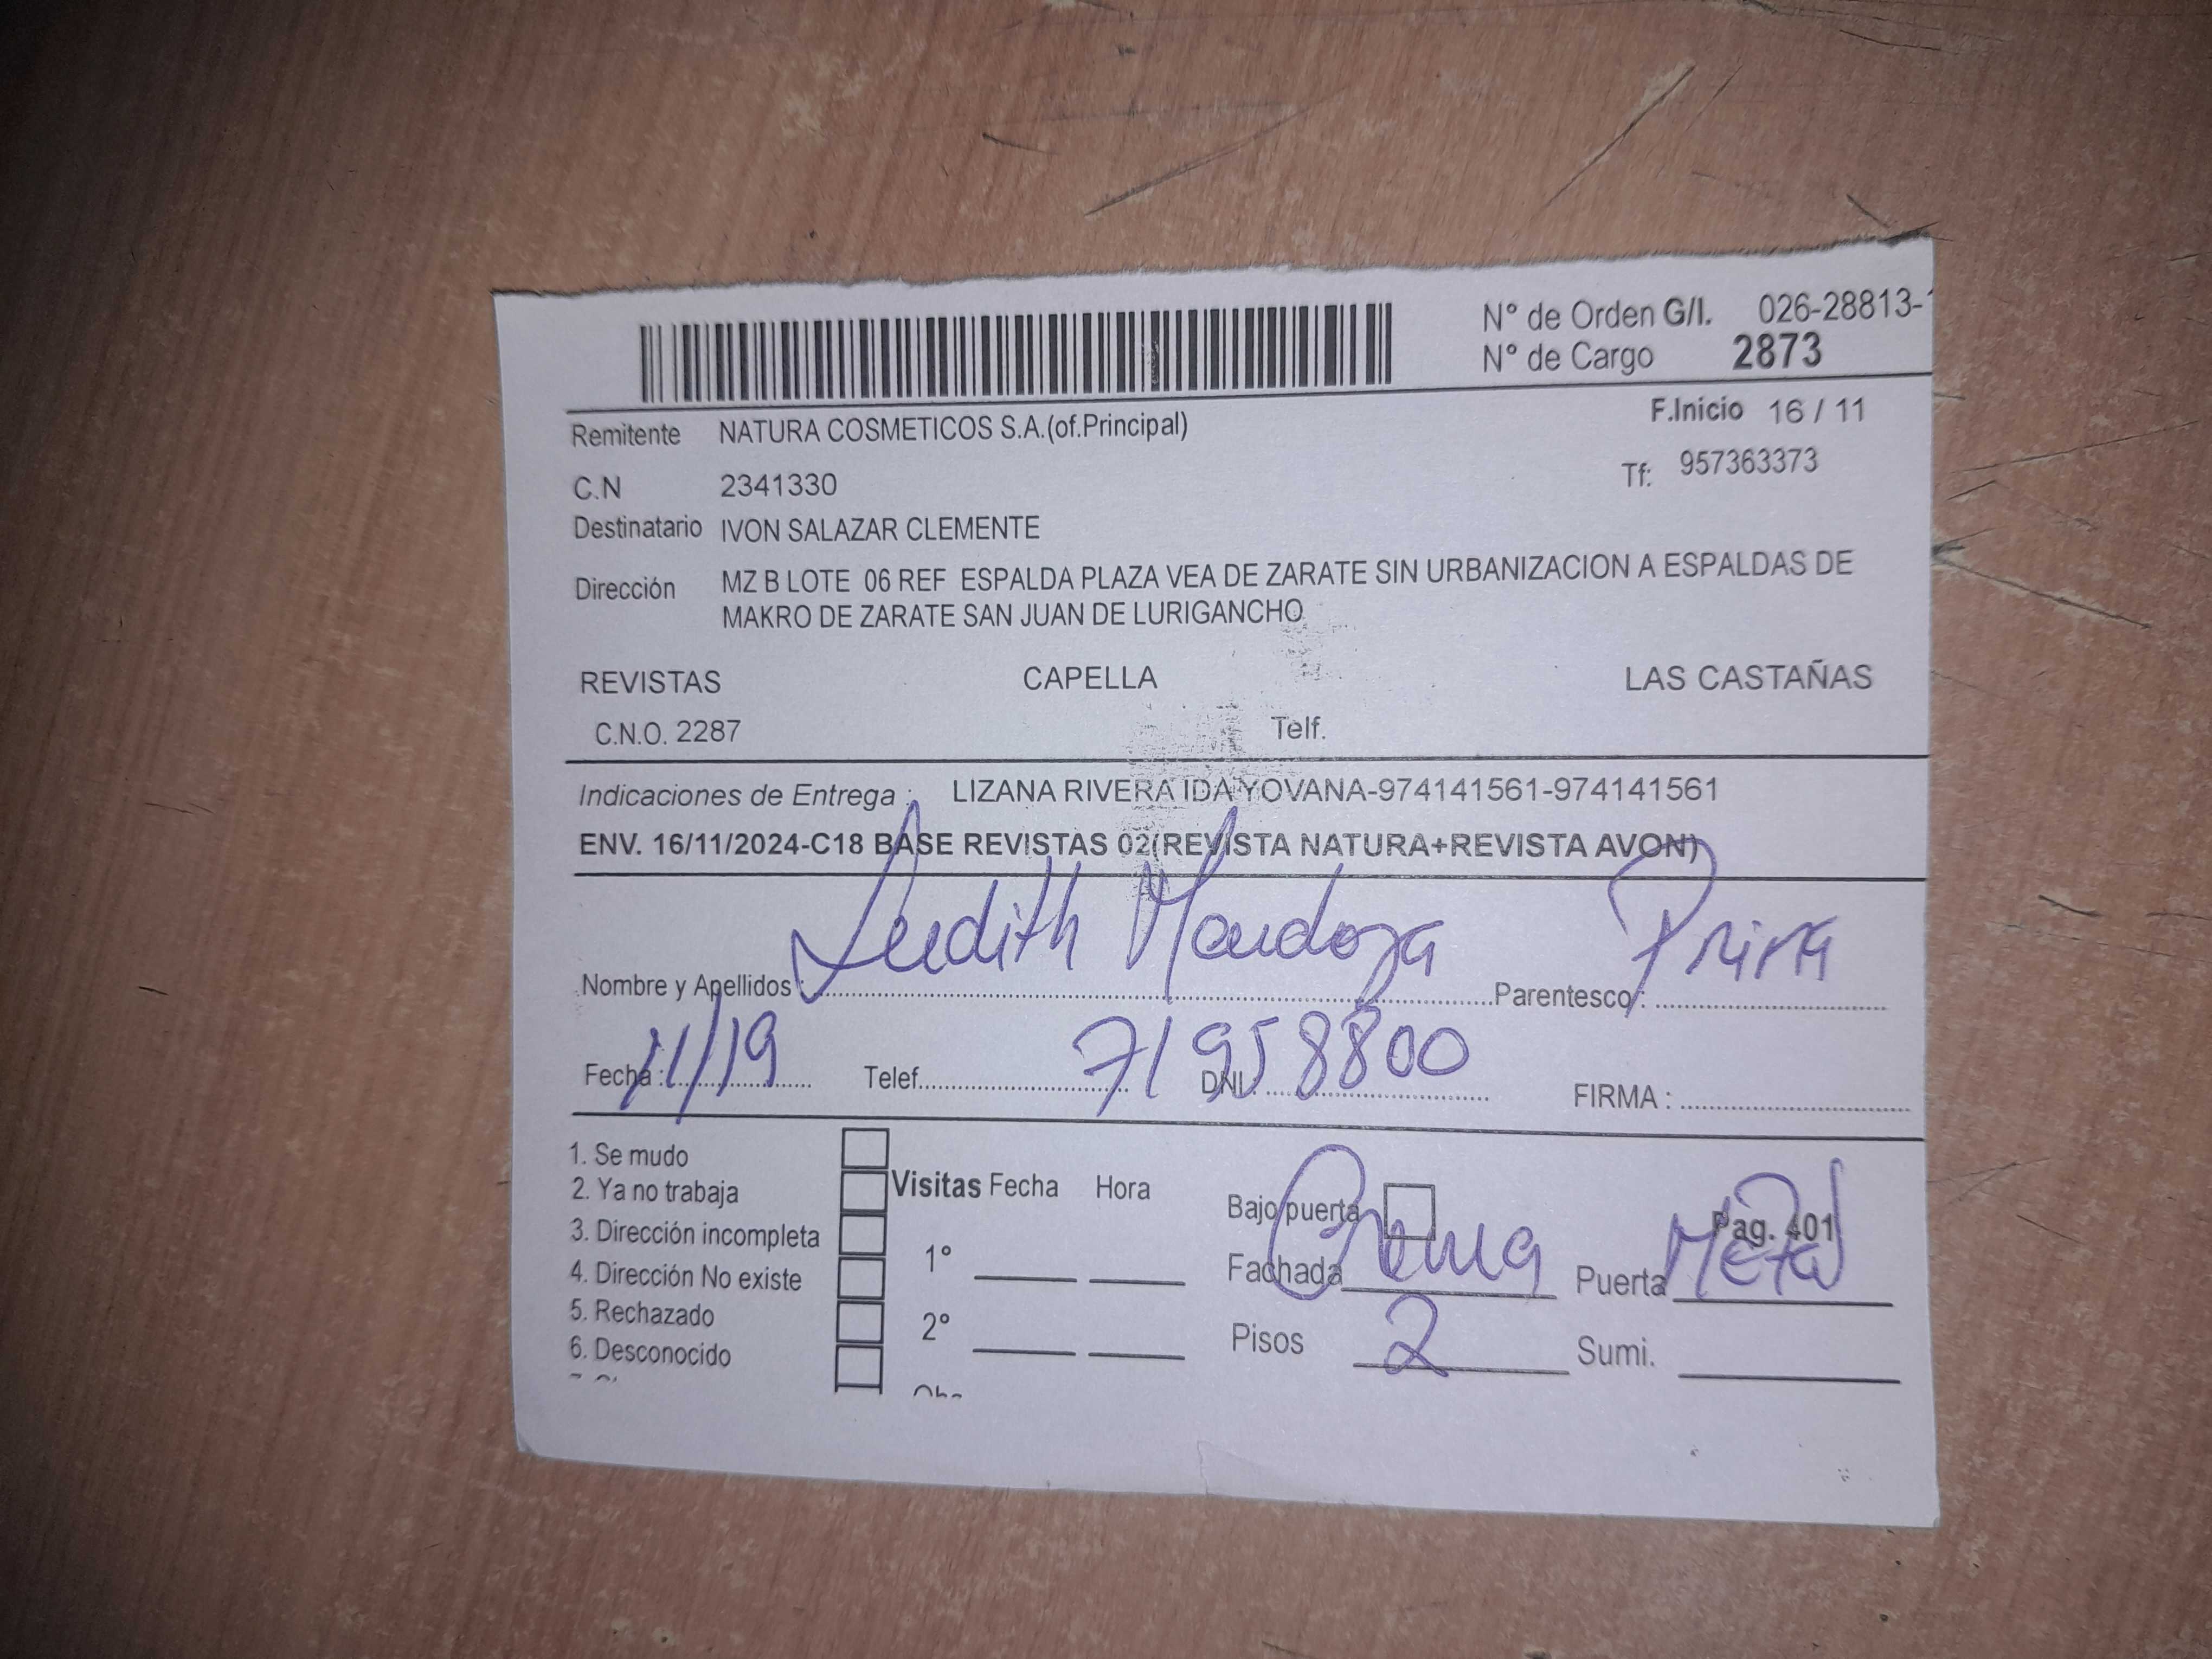 N° de Orden G/I. 026-28813-
N° de Cargo 2873
F.Inicio 16 / 11
Remitente NATURA COSMETICOS S.A.(of.Principal)
Tf: 957363373
C.N 2341330
Destinatario IVON SALAZAR CLEMENTE
Dirección MZ B LOTE 06 REF ESPALDA PLAZA VEA DE ZARATE SIN URBANIZACION A ESPALDAS DE
MAKRO DE ZARATE SAN JUAN DE LURIGANCHO
REVISTAS CAPELLA LAS CASTAÑAS
C.N.O. 2287 Telf.
Indicaciones de Entrega : LIZANA RIVERA IDA YOVANA-974141561-974141561
ENV. 16/11/2024-C18 BASE REVISTAS 02(REVISTA NATURA+REVISTA AVON)
Nombre y Apellidos : Judith Mendoza Parentesco : Prima
Fecha : 11/19 Telef. DNI. 71958800 FIRMA :
1. Se mudo
2. Ya no trabaja
3. Dirección incompleta
4. Dirección No existe
5. Rechazado
6. Desconocido
Visitas Fecha Hora
1°
2°
Bajo puerta Pag. 401
Fachada Crema Puerta Metal
Pisos 2 Sumi.